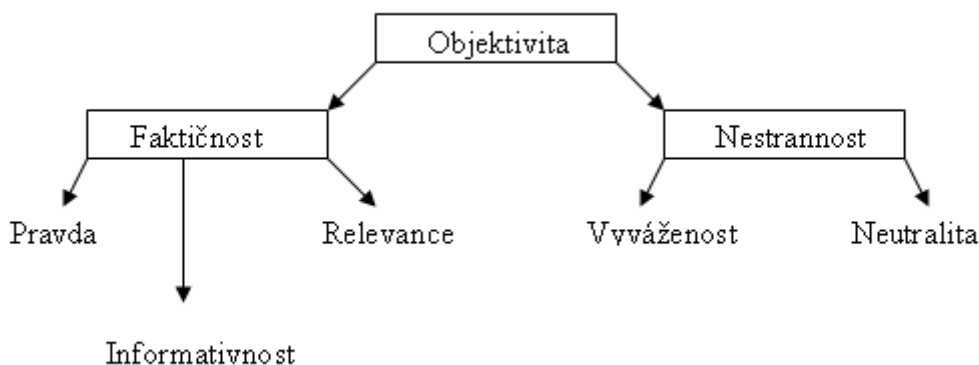 Objektivita
Faktičnost
Nestrannost
Pravda
Relevance
Vyváženost
Neutralita
Informativnost